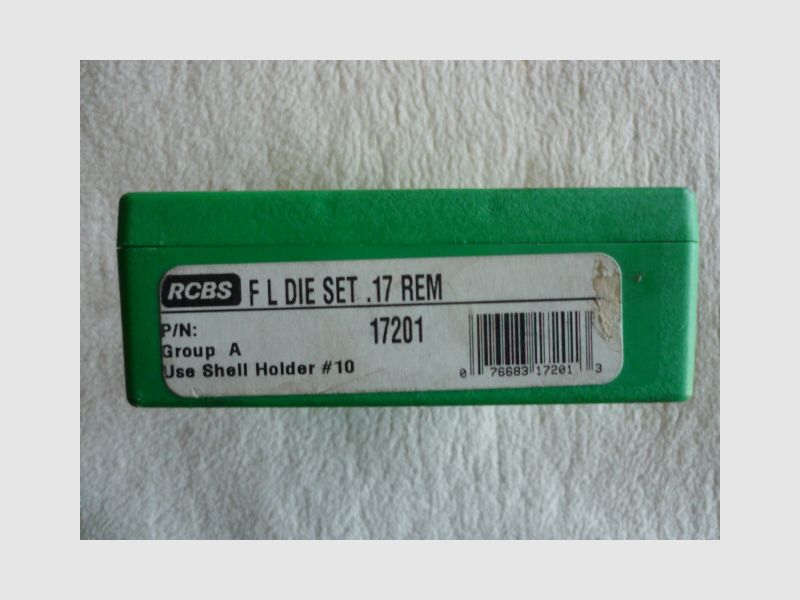 RCBS F L DIE SET .17 REM
P/N: 17201
Group A
Use Shell Holder #10
0 76683 17201 3